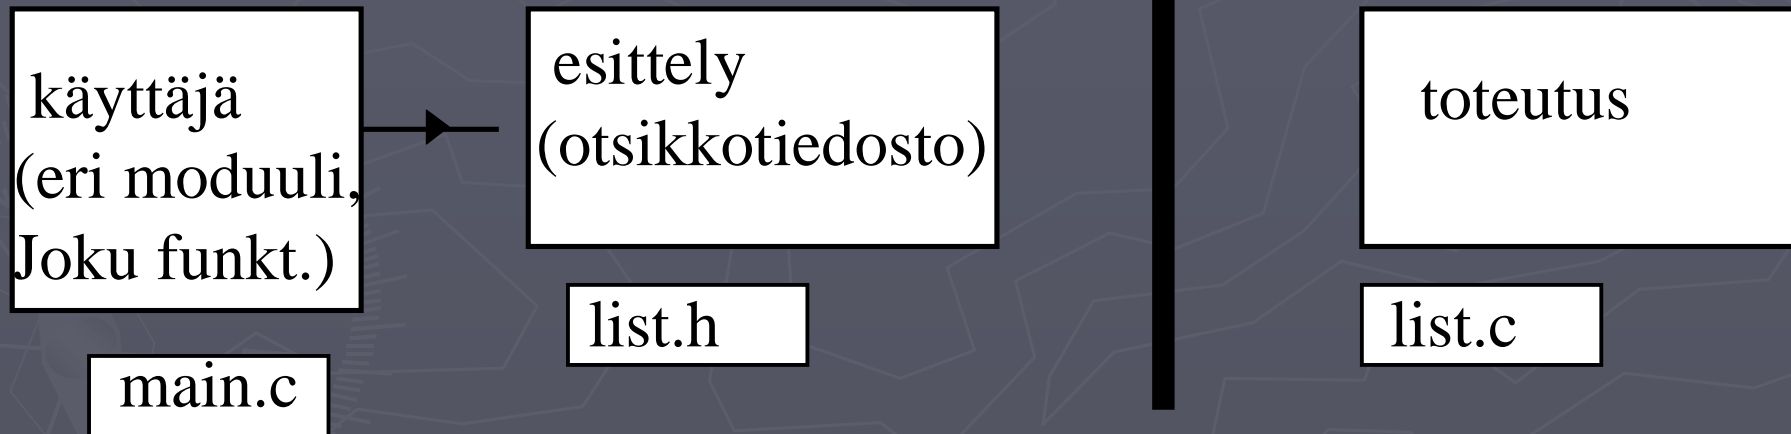 käyttäjä
(eri moduuli,
Joku funkt.)
main.c
esittely
(otsikkotiedosto)
list.h
toteutus
list.c